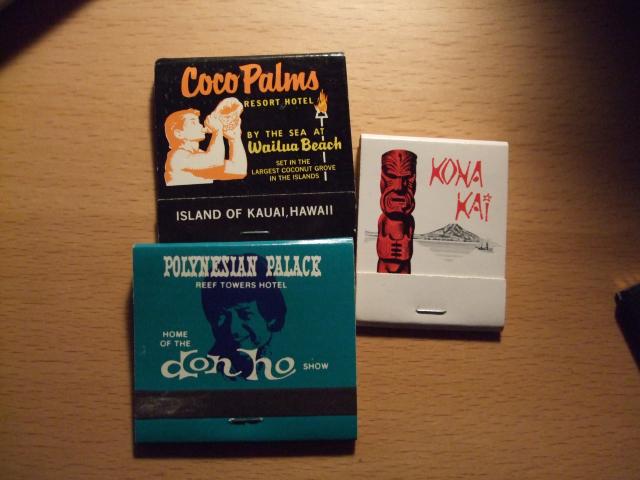 Coco Palms
RESORT HOTEL
BY THE SEA AT
Wailua Beach
SET IN THE
LARGEST COCONUT GROVE
IN THE ISLANDS
ISLAND OF KAUAI, HAWAII
KONA
KAI
POLYNESIAN PALACE
REEF TOWERS HOTEL
HOME
OF THE
don ho SHOW